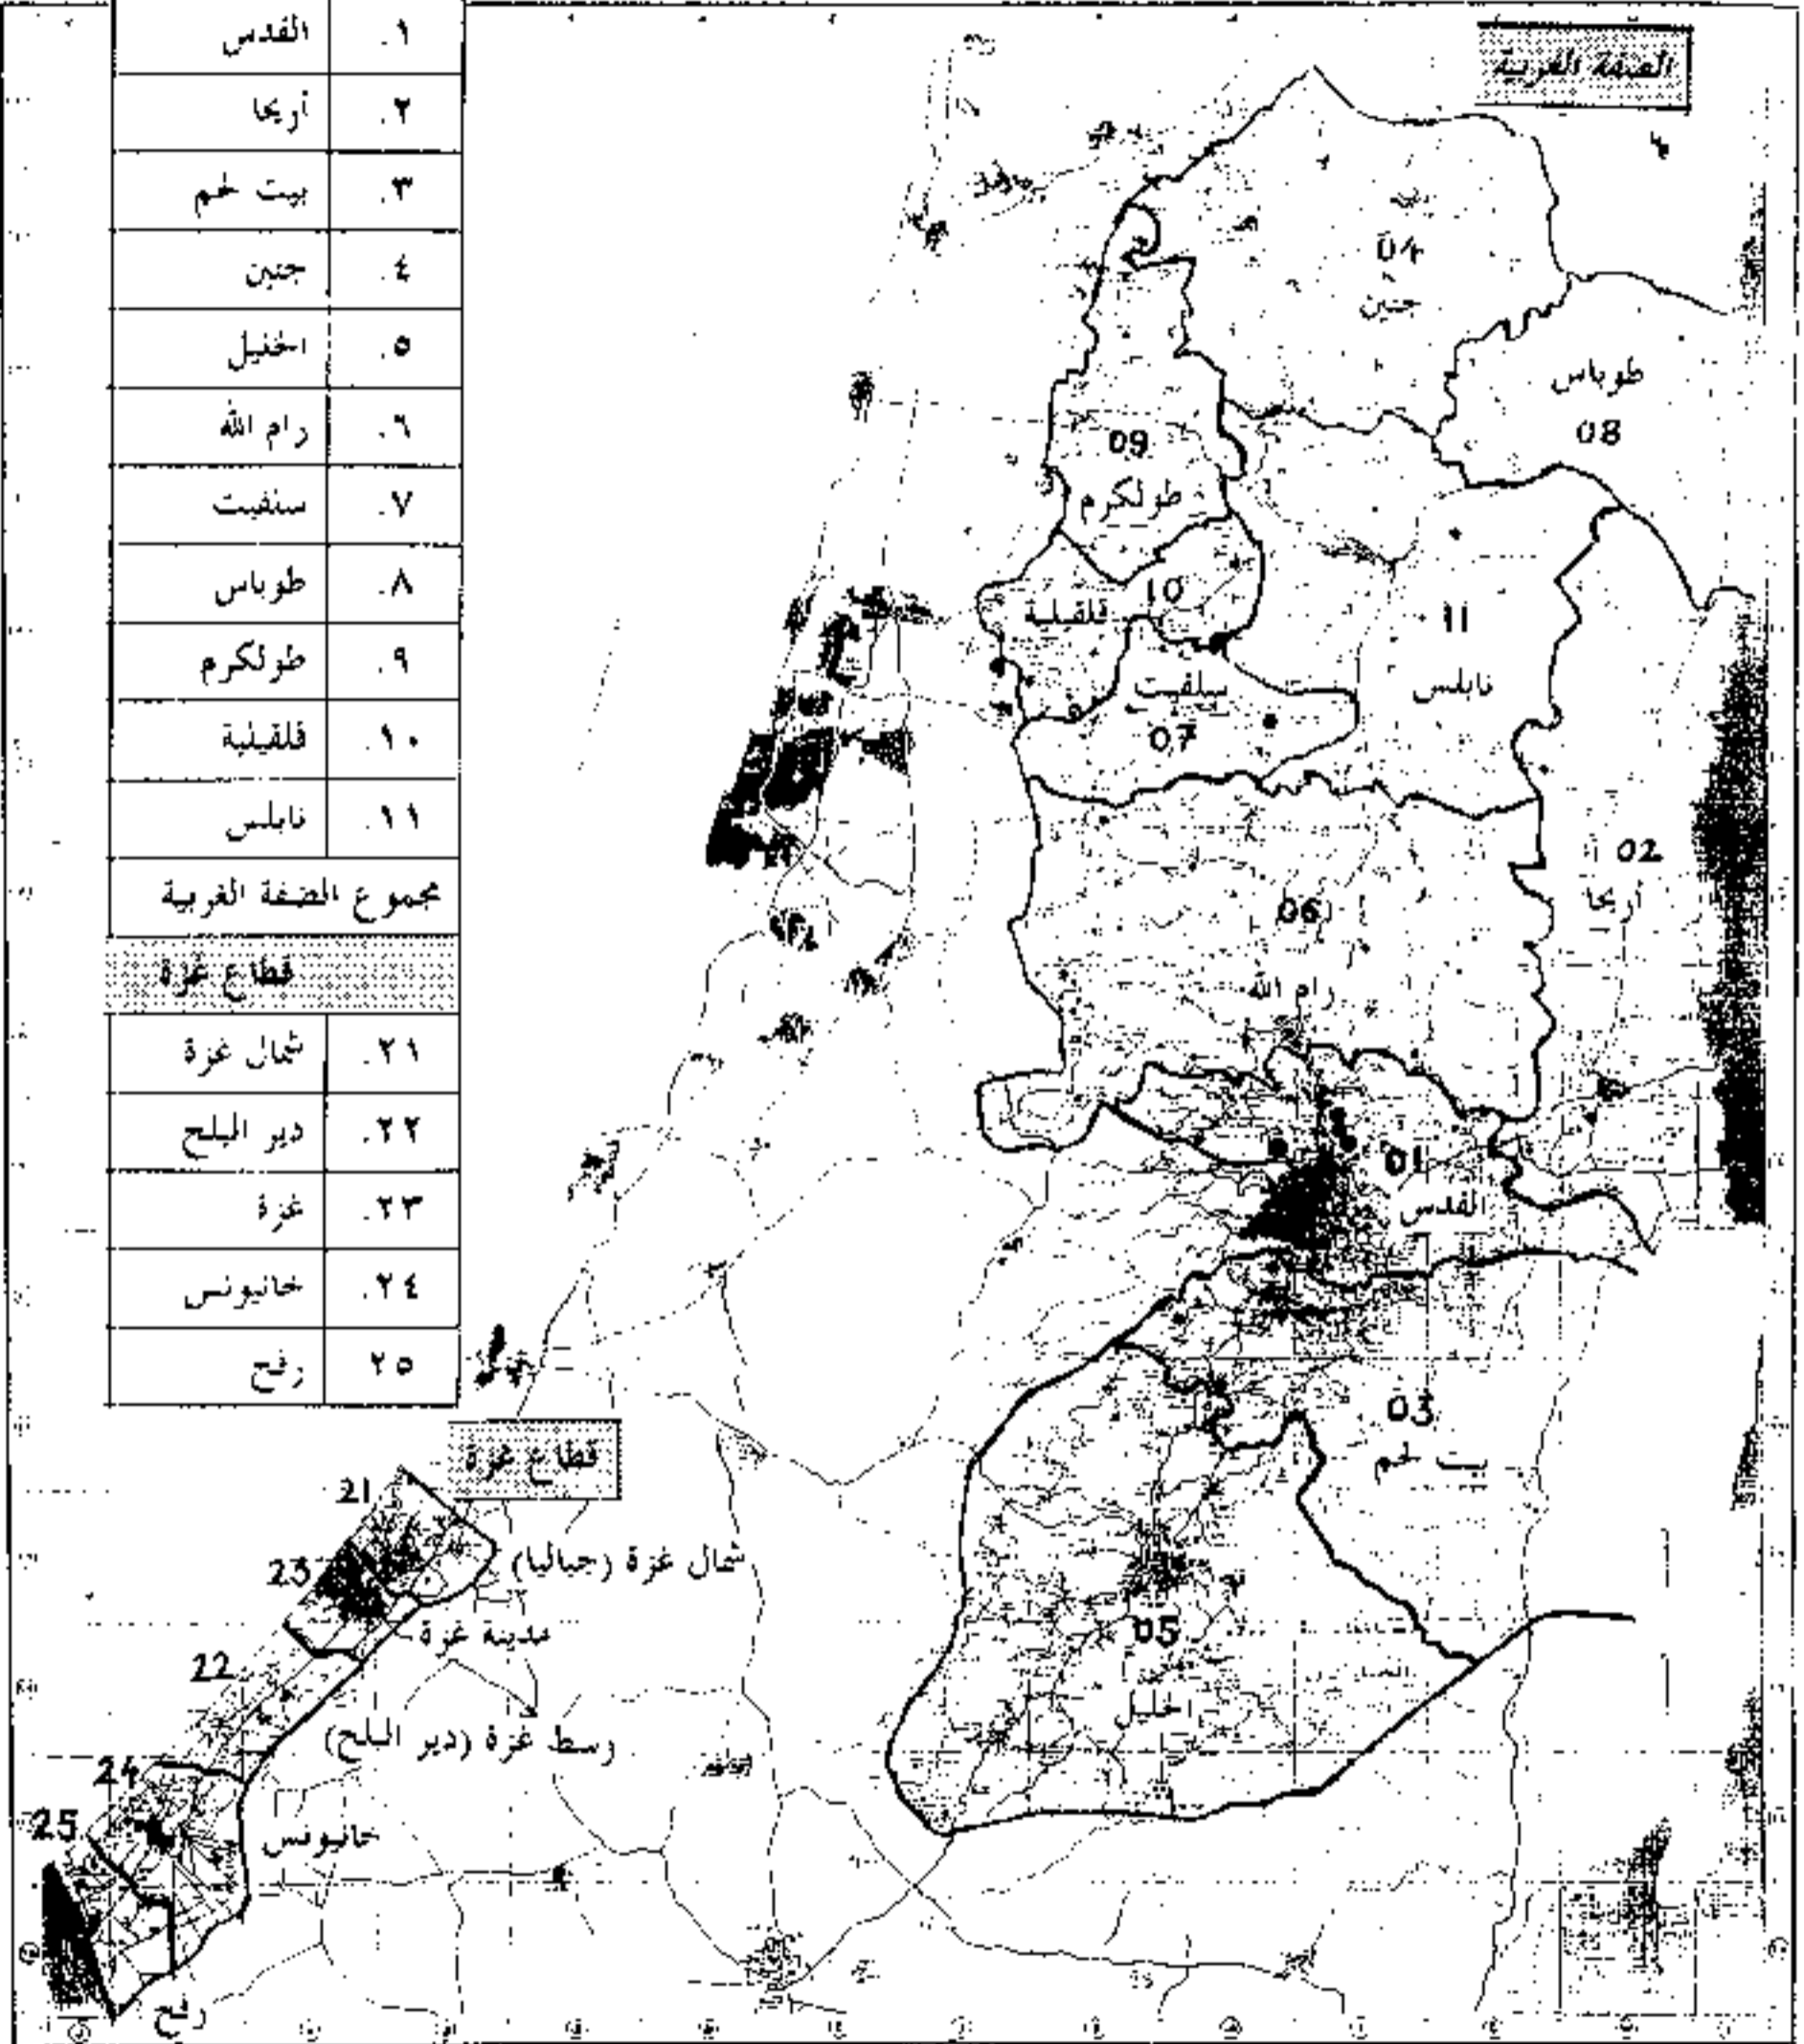 ١. القدس
٢. أريحا
٣. بيت لحم
٤. جنين
٥. الخليل
٦. رام الله
٧. سلفيت
٨. طوباس
٩. طولكرم
١٠. قلقيلية
١١. نابلس
مجموع الضفة الغربية
قطاع غزة
٢١. شمال غزة
٢٢. دير البلح
٢٣. غزة
٢٤. خانيونس
٢٥ رفح
الضفة الغربية
04
جنين
طوباس
08
09
طولكرم
10
قلقيلية
11
نابلس
سلفيت
07
02
أريحا
06
رام الله
01
القدس
03
بيت لحم
05
الخليل
قطاع غزة
21
شمال غزة (جباليا)
23
مدينة غزة
22
وسط غزة (دير البلح)
24
خانيونس
25
رفح